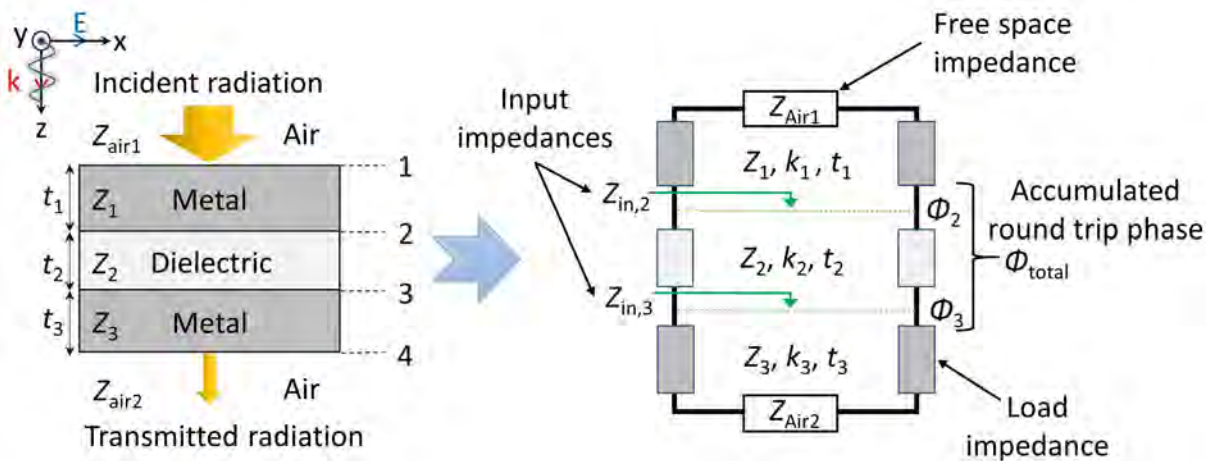 y
E
x
k
z
Incident radiation
Z_air1
Air
1
t_1
Z_1
Metal
2
t_2
Z_2
Dielectric
3
t_3
Z_3
Metal
4
Z_air2
Air
Transmitted radiation
Free space
impedance
Input
impedances
Z_Air1
Z_1, k_1, t_1
Z_in,2
Φ_2
Accumulated
round trip phase
Φ_total
Z_2, k_2, t_2
Z_in,3
Φ_3
Z_3, k_3, t_3
Z_Air2
Load
impedance